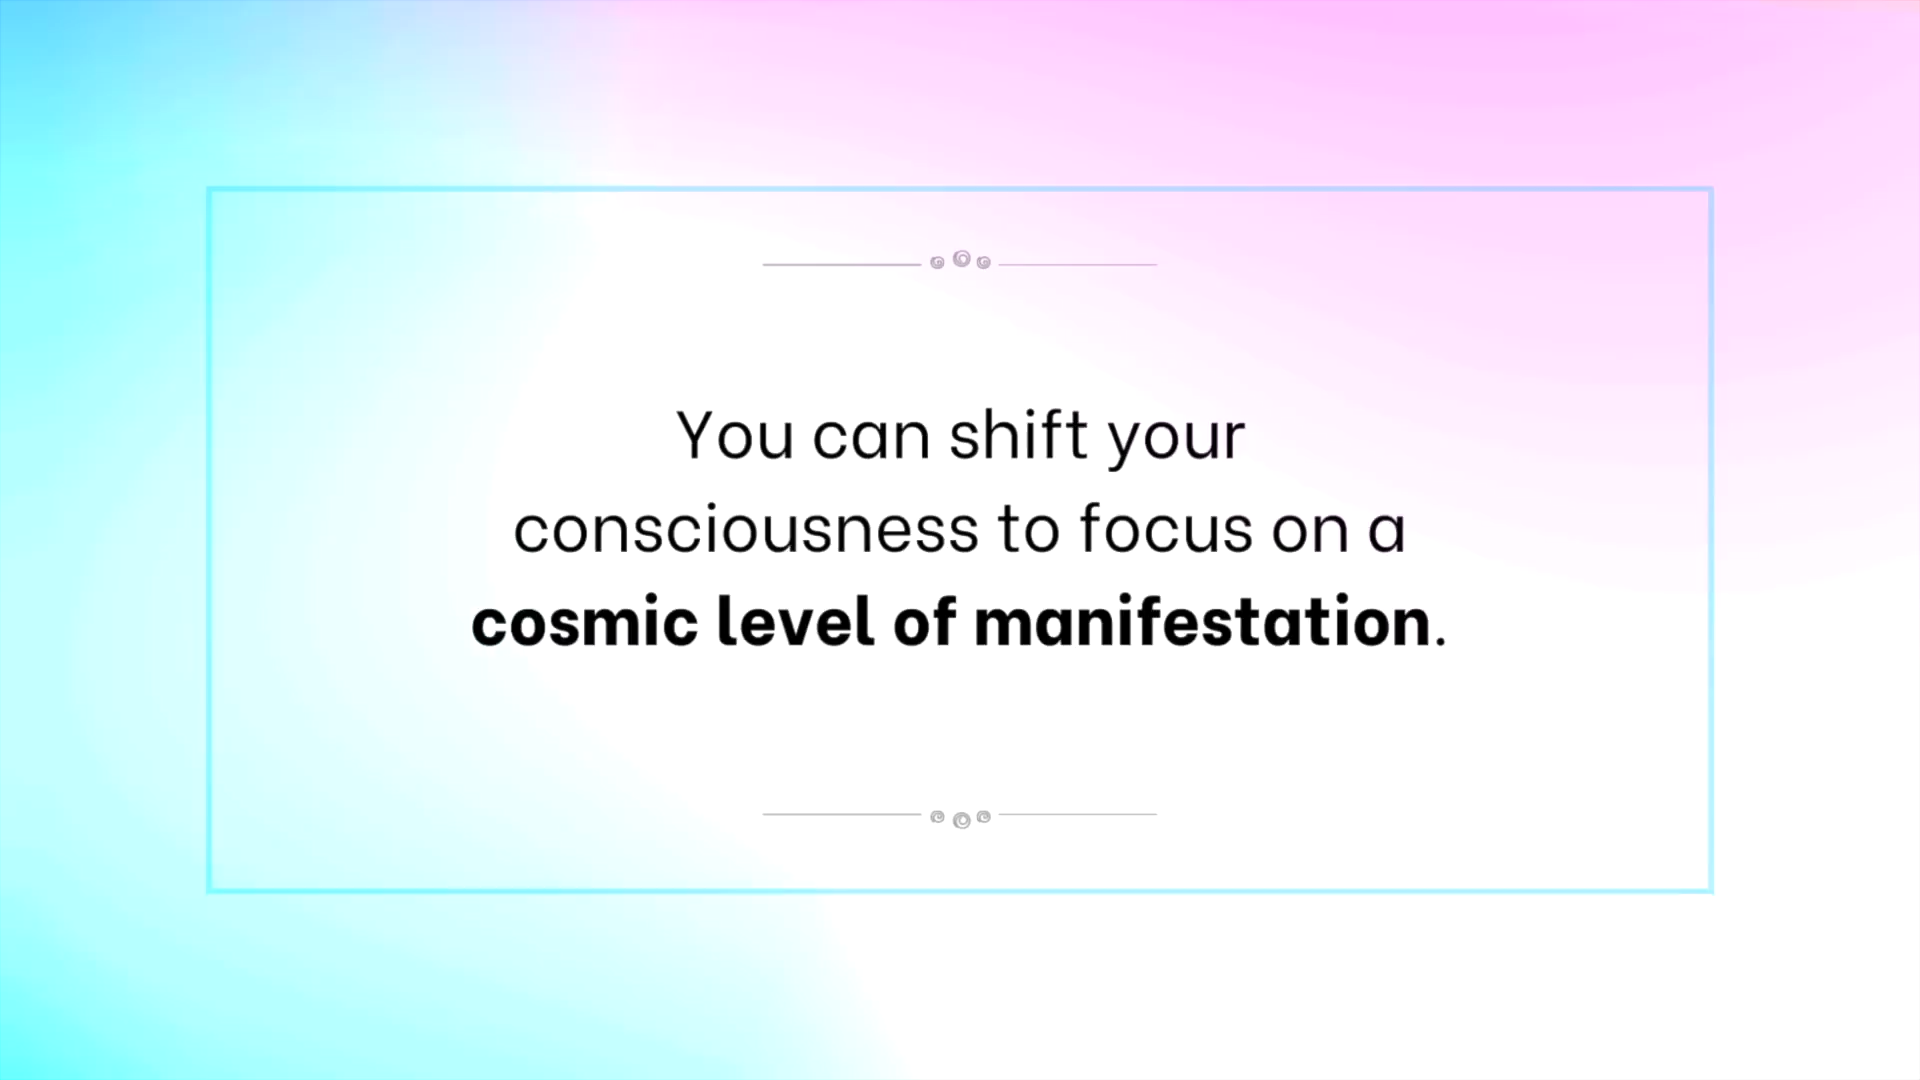 You can shift your
consciousness to focus on a
cosmic level of manifestation.